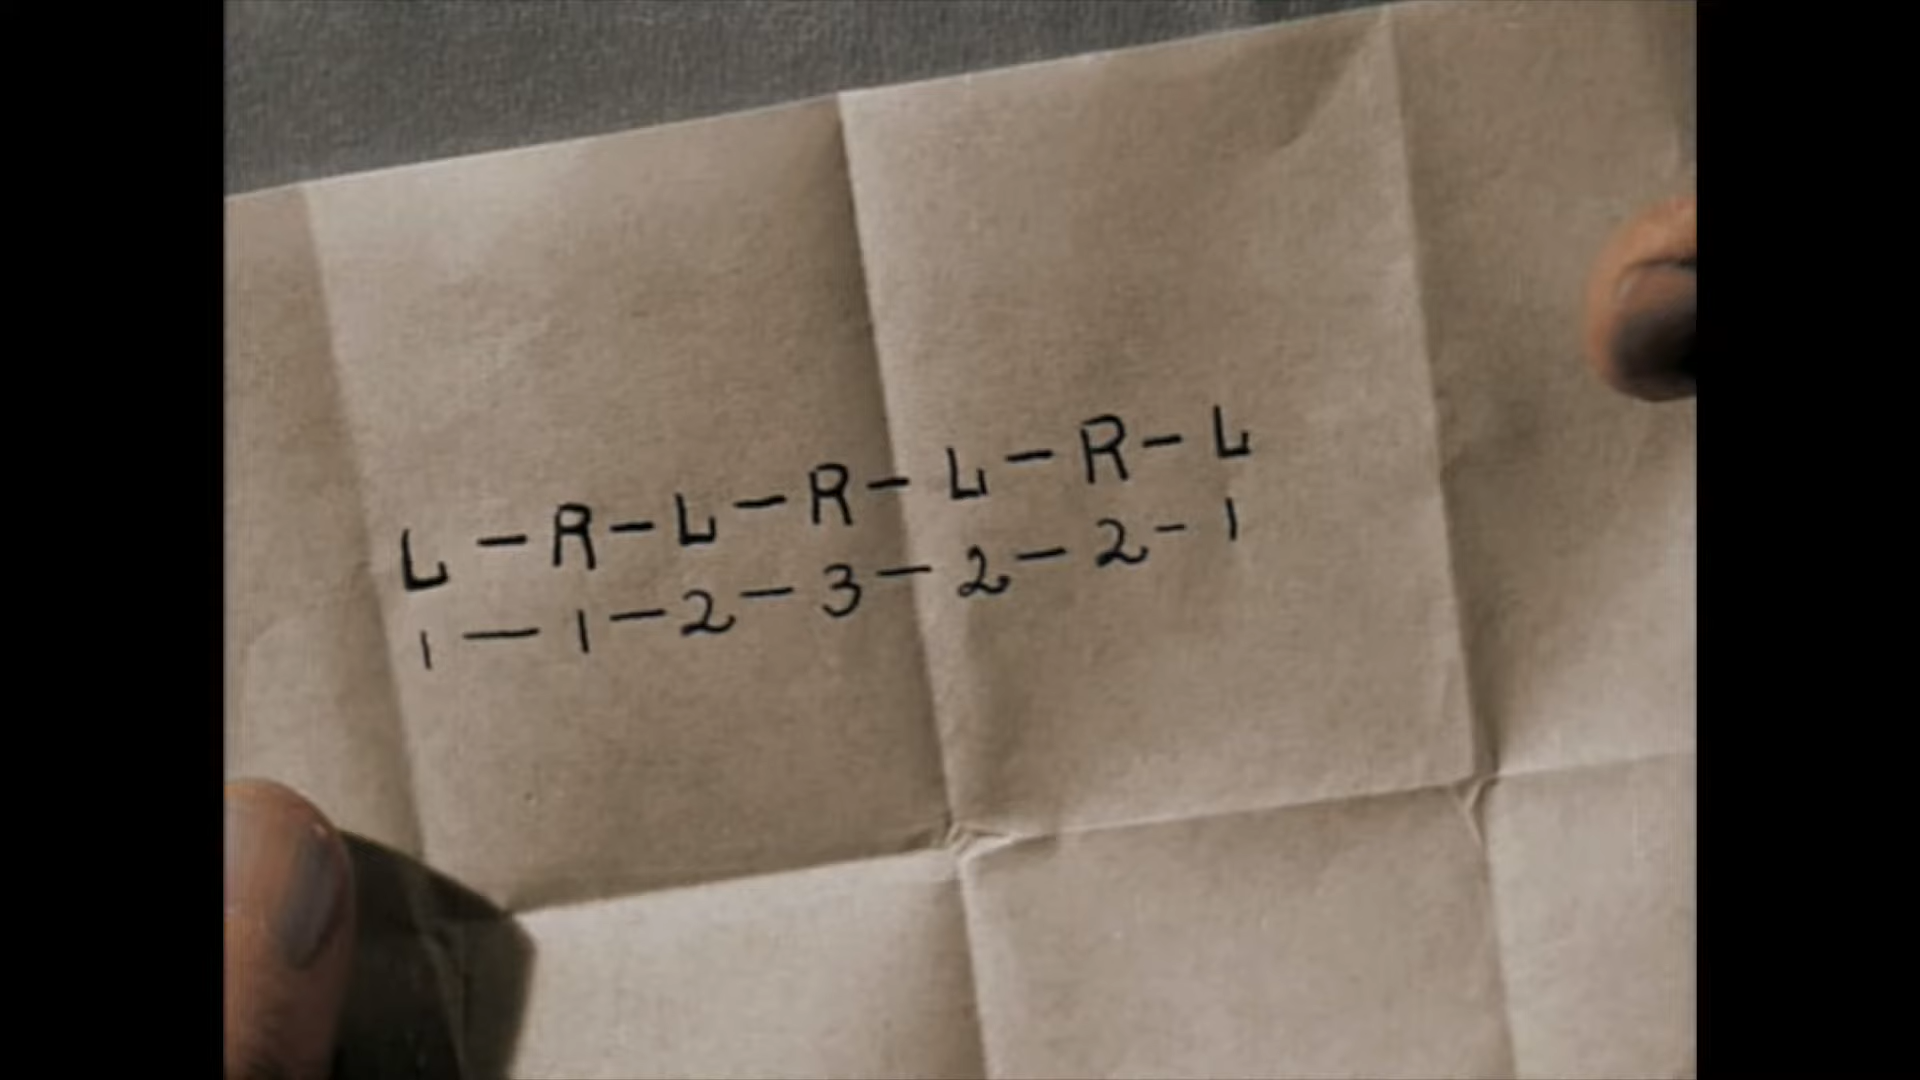 L - R - L - R - L - R - L
1 - 1 - 2 - 3 - 2 - 2 - 1